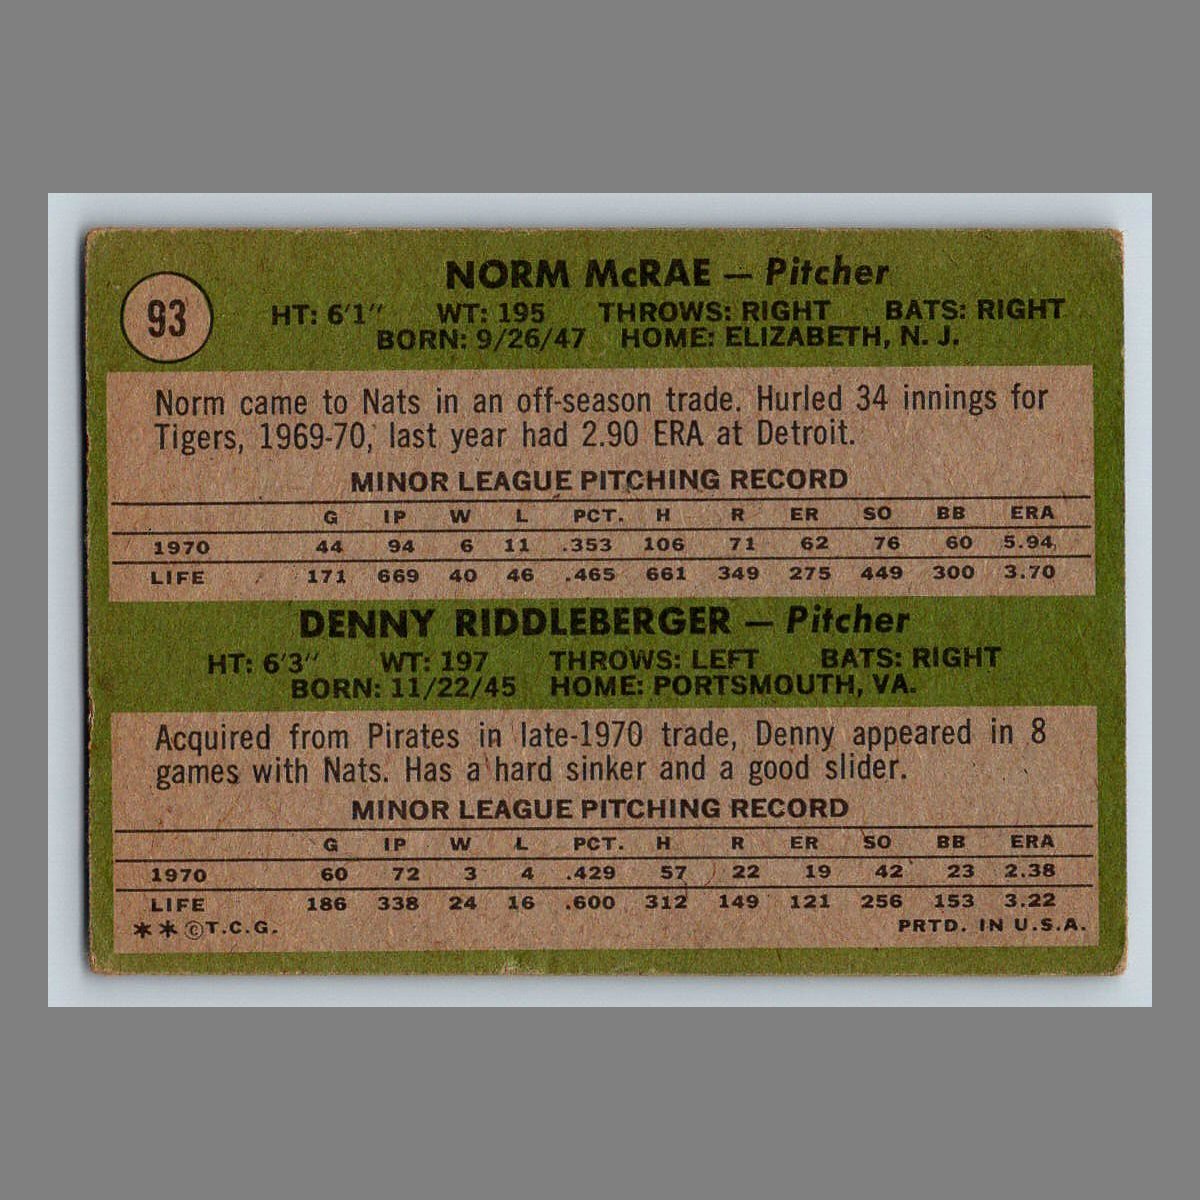 93
NORM McRAE — Pitcher
HT: 6'1" WT: 195 THROWS: RIGHT BATS: RIGHT
BORN: 9/26/47 HOME: ELIZABETH, N. J.
Norm came to Nats in an off-season trade. Hurled 34 innings for
Tigers, 1969-70, last year had 2.90 ERA at Detroit.
MINOR LEAGUE PITCHING RECORD
G IP W L PCT. H R ER SO BB ERA
1970 44 94 6 11 .353 106 71 62 76 60 5.94
LIFE 171 669 40 46 .465 661 349 275 449 300 3.70
DENNY RIDDLEBERGER — Pitcher
HT: 6'3" WT: 197 THROWS: LEFT BATS: RIGHT
BORN: 11/22/45 HOME: PORTSMOUTH, VA.
Acquired from Pirates in late-1970 trade, Denny appeared in 8
games with Nats. Has a hard sinker and a good slider.
MINOR LEAGUE PITCHING RECORD
G IP W L PCT. H R ER SO BB ERA
1970 60 72 3 4 .429 57 22 19 42 23 2.38
LIFE 186 338 24 16 .600 312 149 121 256 153 3.22
✶✶©T.C.G. PRTD. IN U.S.A.